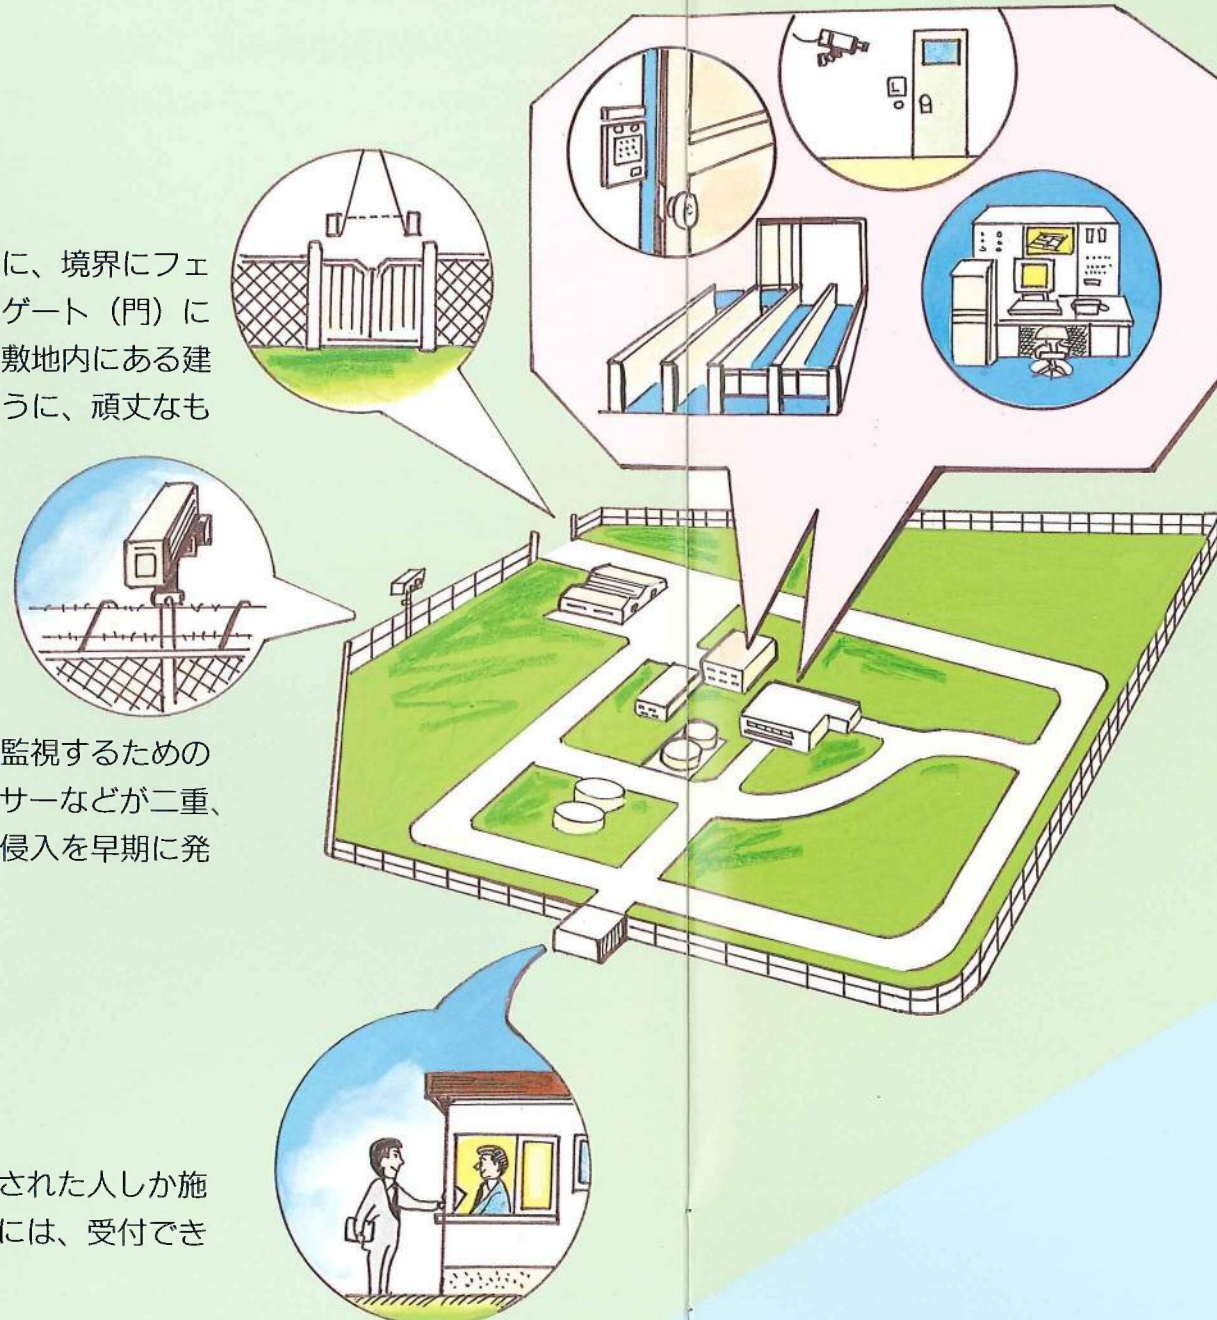 に、境界にフェ
ゲート（門）に
敷地内にある建
うに、頑丈なも
監視するための
サーなどが二重、
侵入を早期に発
された人しか施
には、受付でき